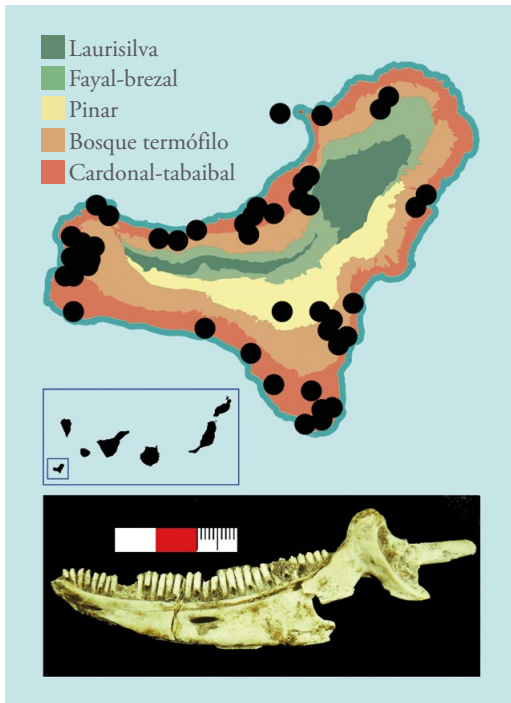 Laurisilva
Fayal-brezal
Pinar
Bosque termófilo
Cardonal-tabaibal